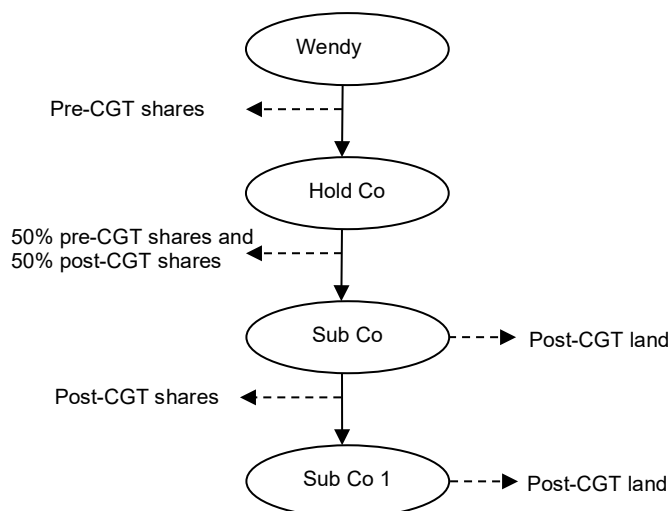 Wendy
Pre-CGT shares
Hold Co
50% pre-CGT shares and
50% post-CGT shares
Sub Co
Post-CGT land
Post-CGT shares
Sub Co 1
Post-CGT land